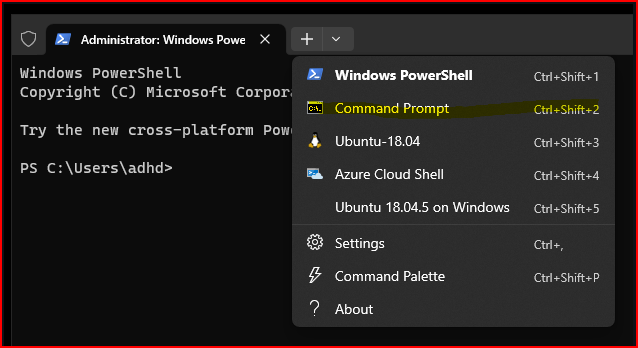 Administrator: Windows Powe
Windows PowerShell
Copyright (C) Microsoft Corpora
Try the new cross-platform Pow
PS C:\Users\adhd>
Windows PowerShell Ctrl+Shift+1
Command Prompt Ctrl+Shift+2
Ubuntu-18.04 Ctrl+Shift+3
Azure Cloud Shell Ctrl+Shift+4
Ubuntu 18.04.5 on Windows Ctrl+Shift+5
Settings Ctrl+,
Command Palette Ctrl+Shift+P
About